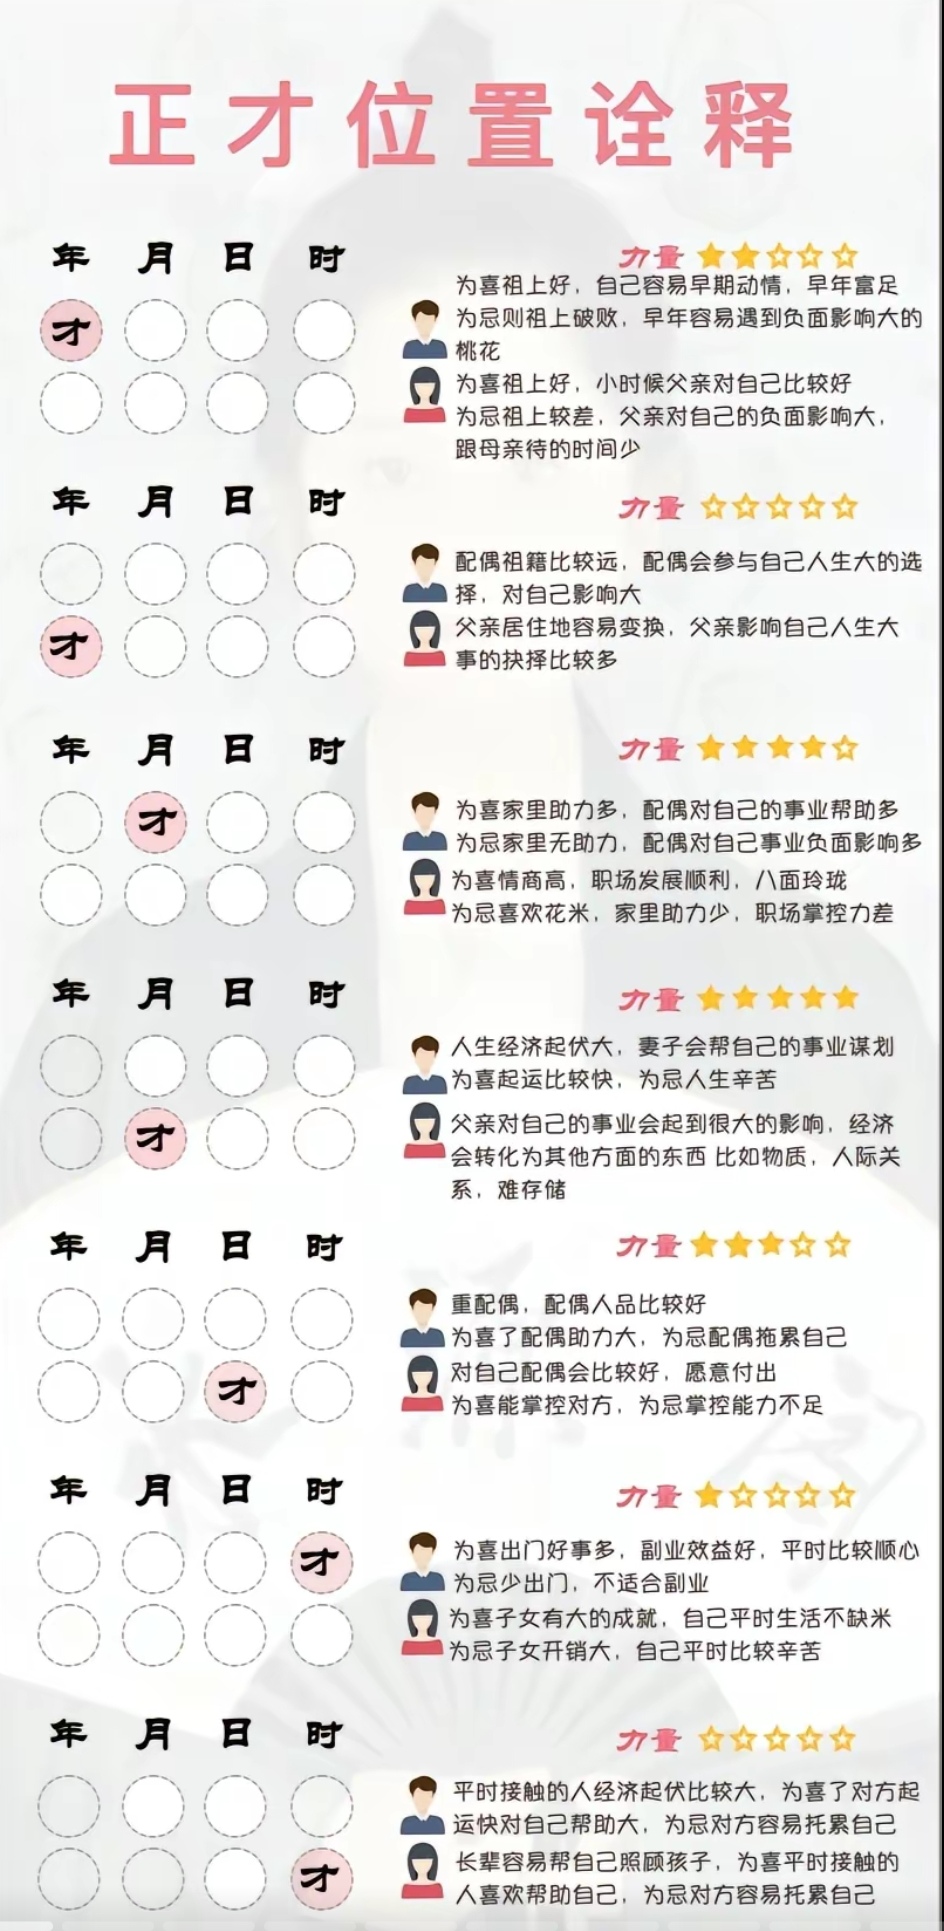 正才位置诠释
年 月 日 时
力量
才
为喜祖上好，自己容易早期动情，早年富足
为忌则祖上破败，早年容易遇到负面影响大的
桃花
为喜祖上好，小时候父亲对自己比较好
为忌祖上较差，父亲对自己的负面影响大，
跟母亲待的时间少
年 月 日 时
力量
配偶祖籍比较远，配偶会参与自己人生大的选
择，对自己影响大
才
父亲居住地容易变换，父亲影响自己人生大
事的抉择比较多
年 月 日 时
力量
才
为喜家里助力多，配偶对自己的事业帮助多
为忌家里无助力，配偶对自己事业负面影响多
为喜情商高，职场发展顺利，八面玲珑
为忌喜欢花米，家里助力少，职场掌控力差
年 月 日 时
力量
人生经济起伏大，妻子会帮自己的事业谋划
为喜起运比较快，为忌人生辛苦
才
父亲对自己的事业会起到很大的影响，经济
会转化为其他方面的东西 比如物质，人际关
系，难存储
年 月 日 时
力量
重配偶，配偶人品比较好
为喜了配偶助力大，为忌配偶拖累自己
才
对自己配偶会比较好，愿意付出
为喜能掌控对方，为忌掌控能力不足
年 月 日 时
力量
才
为喜出门好事多，副业效益好，平时比较顺心
为忌少出门，不适合副业
为喜子女有大的成就，自己平时生活不缺米
为忌子女开销大，自己平时比较辛苦
年 月 日 时
力量
平时接触的人经济起伏比较大，为喜了对方起
运快对自己帮助大，为忌对方容易托累自己
才
长辈容易帮自己照顾孩子，为喜平时接触的
人喜欢帮助自己，为忌对方容易托累自己